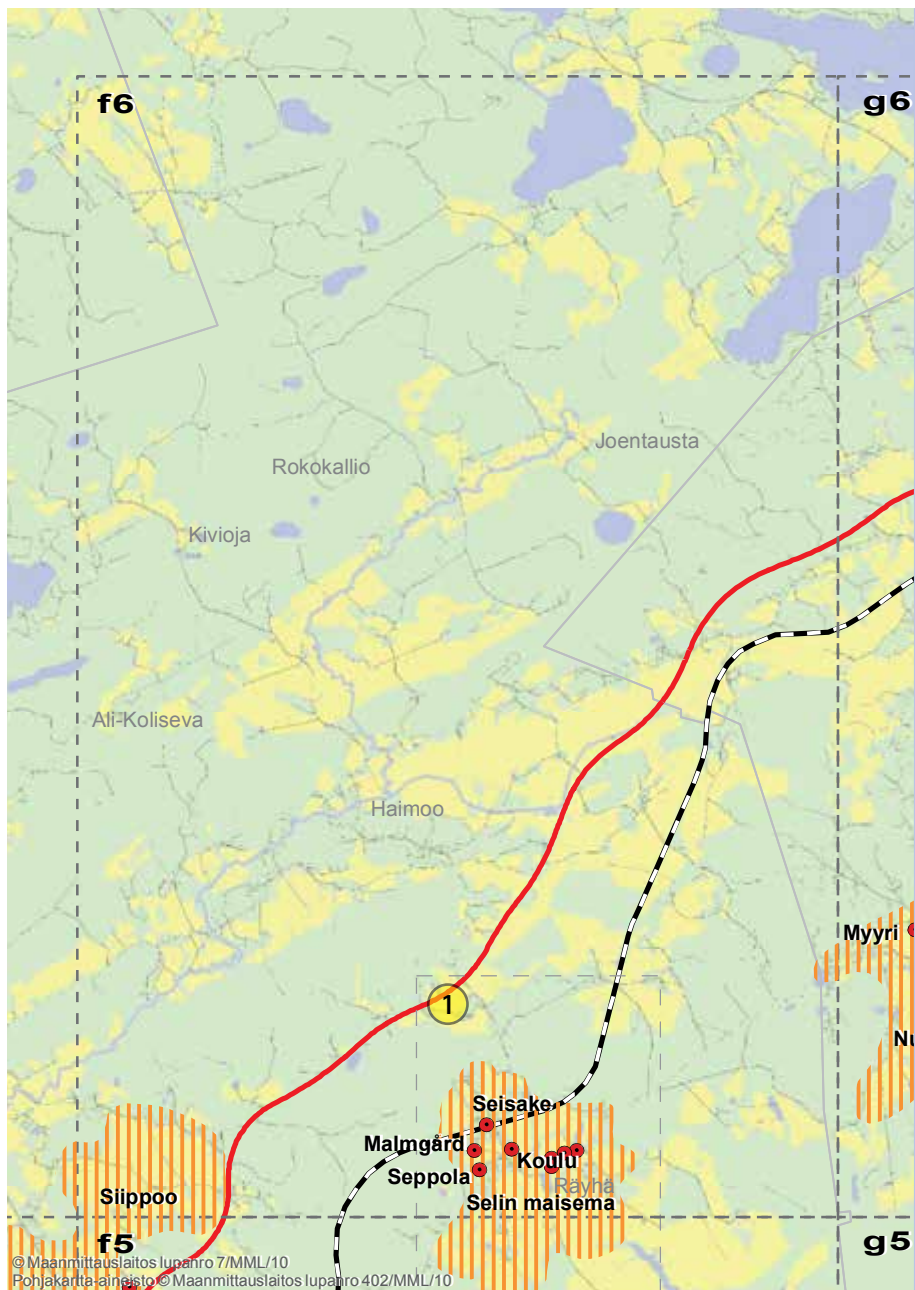 f6
g6
Joentausta
Rokokallio
Kivioja
Ali-Koliseva
Haimoo
Myyri
1
Seisake
Malmgård
Koulu
Seppola
Räyhä
Siippoo
Selin maisema
f5
g5
© Maanmittauslaitos lupanro 7/MML/10
Pohjakartta-aineisto © Maanmittauslaitos lupanro 402/MML/10